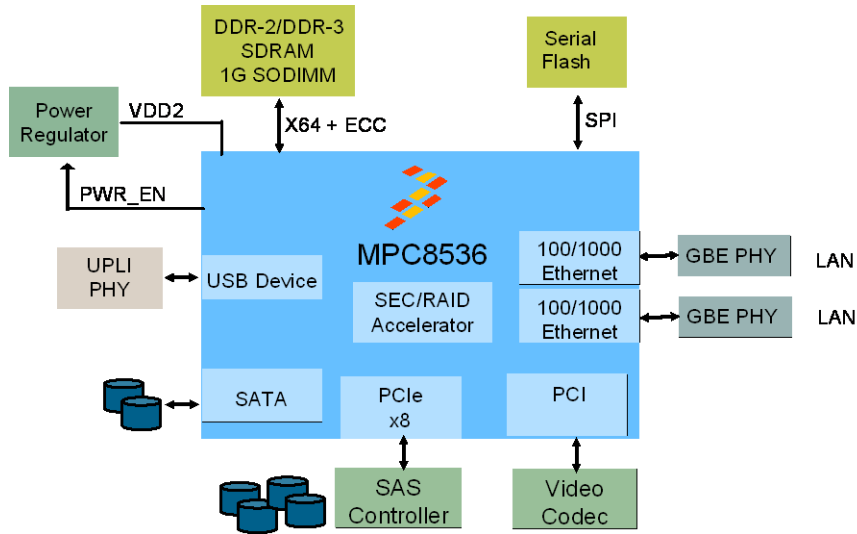 DDR-2/DDR-3
SDRAM
1G SODIMM
Serial
Flash
Power
Regulator
VDD2
X64 + ECC
SPI
PWR_EN
MPC8536
UPLI
PHY
USB Device
SEC/RAID
Accelerator
100/1000
Ethernet
GBE PHY
LAN
100/1000
Ethernet
GBE PHY
LAN
SATA
PCIe
x8
PCI
SAS
Controller
Video
Codec